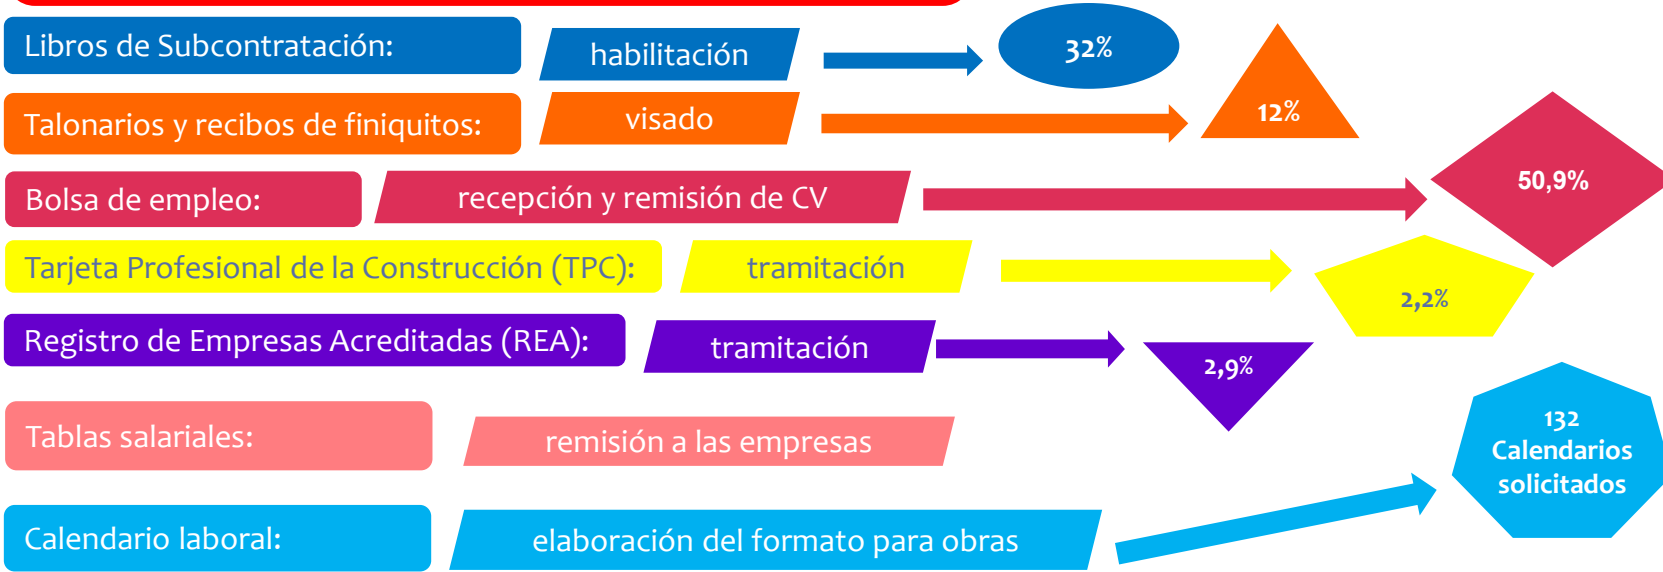 Libros de Subcontratación:
habilitación
32%
Talonarios y recibos de finiquitos:
visado
12%
Bolsa de empleo:
recepción y remisión de CV
50,9%
Tarjeta Profesional de la Construcción (TPC):
tramitación
2,2%
Registro de Empresas Acreditadas (REA):
tramitación
2,9%
Tablas salariales:
remisión a las empresas
Calendario laboral:
elaboración del formato para obras
132
Calendarios
solicitados